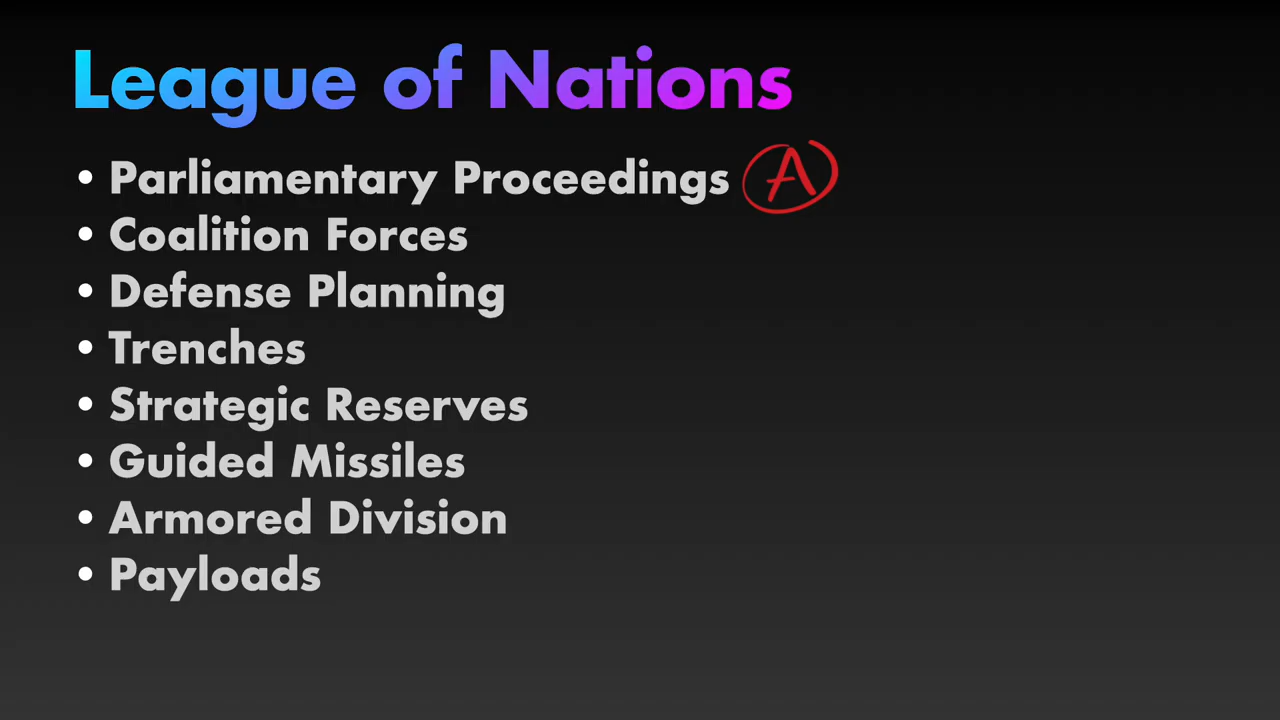 League of Nations
• Parliamentary Proceedings A
• Coalition Forces
• Defense Planning
• Trenches
• Strategic Reserves
• Guided Missiles
• Armored Division
• Payloads